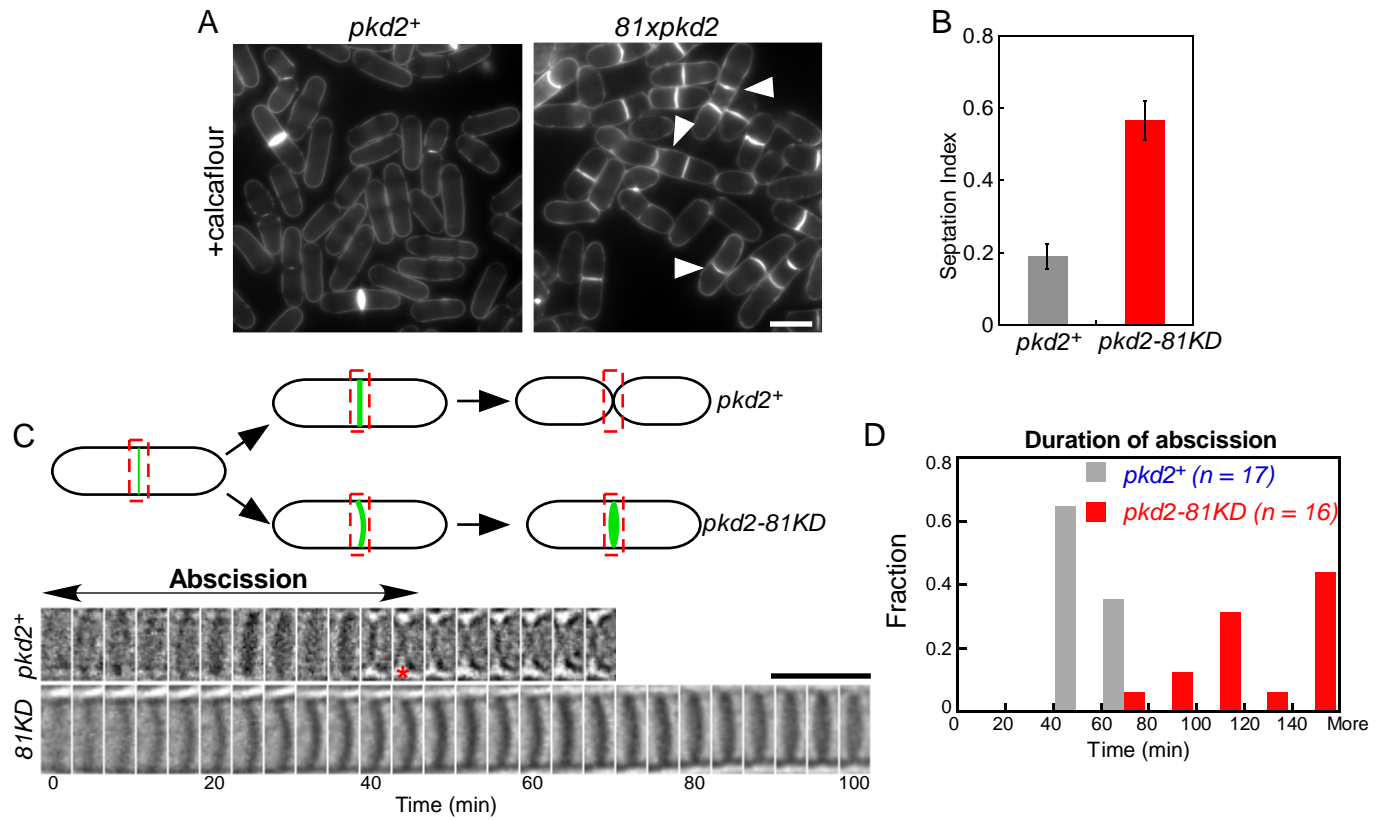 A
pkd2+
81xpkd2
+calcaflour
B
Septation Index
0.8
0.6
0.4
0.2
0
pkd2+
pkd2-81KD
C
pkd2+
pkd2-81KD
Abscission
pkd2+
*
81KD
0 20 40 60 80 100
Time (min)
D
Duration of abscission
pkd2+ (n = 17)
pkd2-81KD (n = 16)
Fraction
0.8
0.6
0.4
0.2
0
0 20 40 60 100 120 140 More
Time (min)